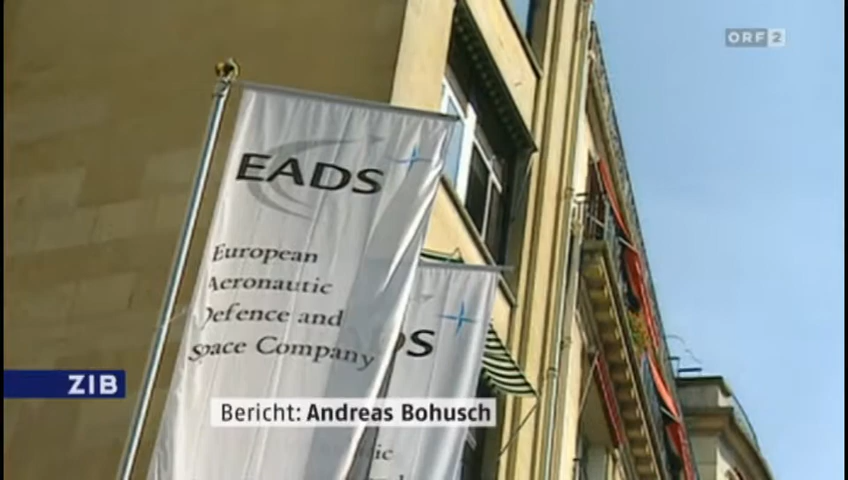 ORF 2
EADS
European
Aeronautic
Defence and
Space Company
DS
ZIB
Bericht: Andreas Bohusch